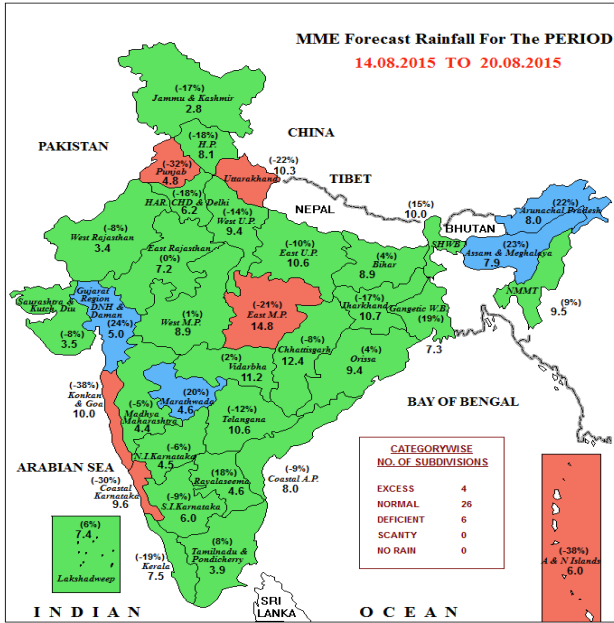 MME Forecast Rainfall For The PERIOD
14.08.2015 TO 20.08.2015
(-17%)
Jammu & Kashmir
2.8
(-18%)
H.P.
8.1
CHINA
PAKISTAN
(-32%)
Punjab
4.8
(-22%)
10.3
Uttarakhand
TIBET
(-18%)
HAR. CHD & Delhi
6.2
(-14%)
West U.P.
9.4
NEPAL
(15%)
10.0
BHUTAN
(22%)
Arunachal Pradesh
8.0
(-8%)
West Rajasthan
3.4
East Rajasthan
(0%)
7.2
(-10%)
East U.P.
10.6
(4%)
Bihar
8.9
SHWB
(23%)
Assam & Meghalaya
7.9
NMMT
(9%)
9.5
Saurashtra &
Kutch, Diu
(-8%)
3.5
Gujarat
Region
DNH &
Daman
(24%)
5.0
(1%)
West M.P.
8.9
(-21%)
East M.P.
14.8
(-17%)
Jharkhand
10.7
Gangetic W.B.
(19%)
7.3
(2%)
Vidarbha
11.2
(-8%)
Chhattisgarh
12.4
(4%)
Orissa
9.4
(-38%)
Konkan
& Goa
10.0
(-5%)
Madhya
Maharashtra
4.4
(20%)
Marathwada
4.6
(-12%)
Telangana
10.6
BAY OF BENGAL
ARABIAN SEA
(-6%)
N.I.Karnataka
4.5
(-30%)
Coastal
Karnataka
9.6
(18%)
Rayalaseema
4.6
(-9%)
Coastal A.P.
8.0
(-9%)
S.I.Karnataka
6.0
CATEGORYWISE
NO. OF SUBDIVISIONS
EXCESS 4
NORMAL 26
DEFICIENT 6
SCANTY 0
NO RAIN 0
(6%)
7.4
Lakshadweep
(-19%)
Kerala
7.5
(8%)
Tamilnadu &
Pondicherry
3.9
(-38%)
A & N Islands
6.0
SRI
LANKA
INDIAN OCEAN